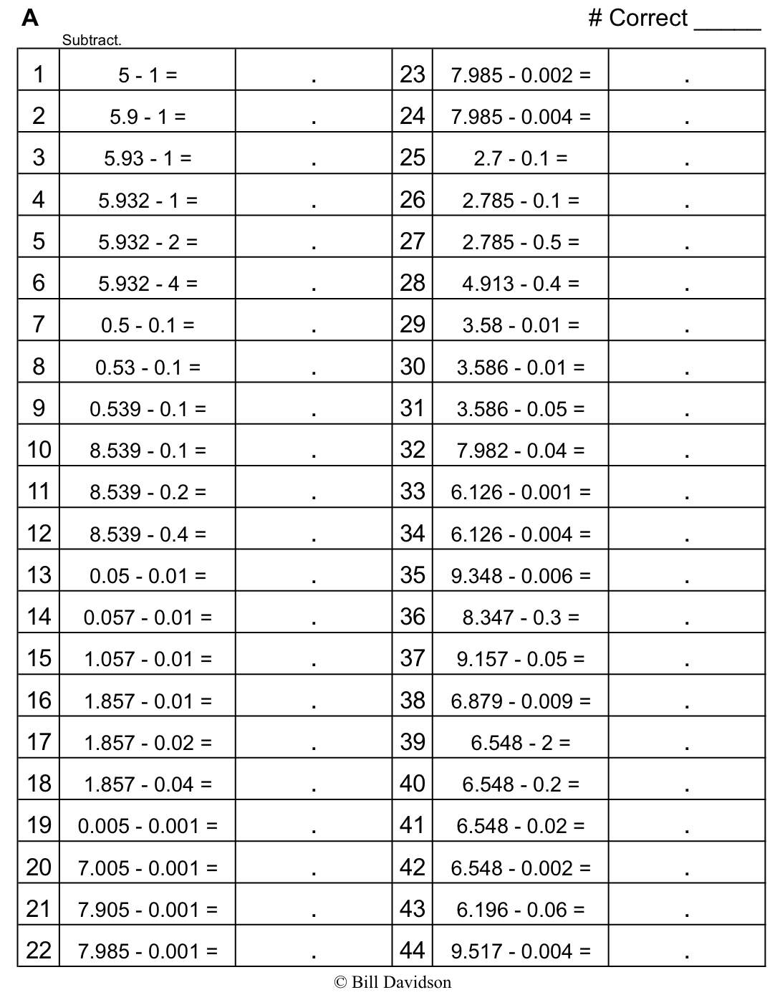 A # Correct _____
Subtract.
1 5 - 1 = . 23 7.985 - 0.002 = .
2 5.9 - 1 = . 24 7.985 - 0.004 = .
3 5.93 - 1 = . 25 2.7 - 0.1 = .
4 5.932 - 1 = . 26 2.785 - 0.1 = .
5 5.932 - 2 = . 27 2.785 - 0.5 = .
6 5.932 - 4 = . 28 4.913 - 0.4 = .
7 0.5 - 0.1 = . 29 3.58 - 0.01 = .
8 0.53 - 0.1 = . 30 3.586 - 0.01 = .
9 0.539 - 0.1 = . 31 3.586 - 0.05 = .
10 8.539 - 0.1 = . 32 7.982 - 0.04 = .
11 8.539 - 0.2 = . 33 6.126 - 0.001 = .
12 8.539 - 0.4 = . 34 6.126 - 0.004 = .
13 0.05 - 0.01 = . 35 9.348 - 0.006 = .
14 0.057 - 0.01 = . 36 8.347 - 0.3 = .
15 1.057 - 0.01 = . 37 9.157 - 0.05 = .
16 1.857 - 0.01 = . 38 6.879 - 0.009 = .
17 1.857 - 0.02 = . 39 6.548 - 2 = .
18 1.857 - 0.04 = . 40 6.548 - 0.2 = .
19 0.005 - 0.001 = . 41 6.548 - 0.02 = .
20 7.005 - 0.001 = . 42 6.548 - 0.002 = .
21 7.905 - 0.001 = . 43 6.196 - 0.06 = .
22 7.985 - 0.001 = . 44 9.517 - 0.004 = .
© Bill Davidson